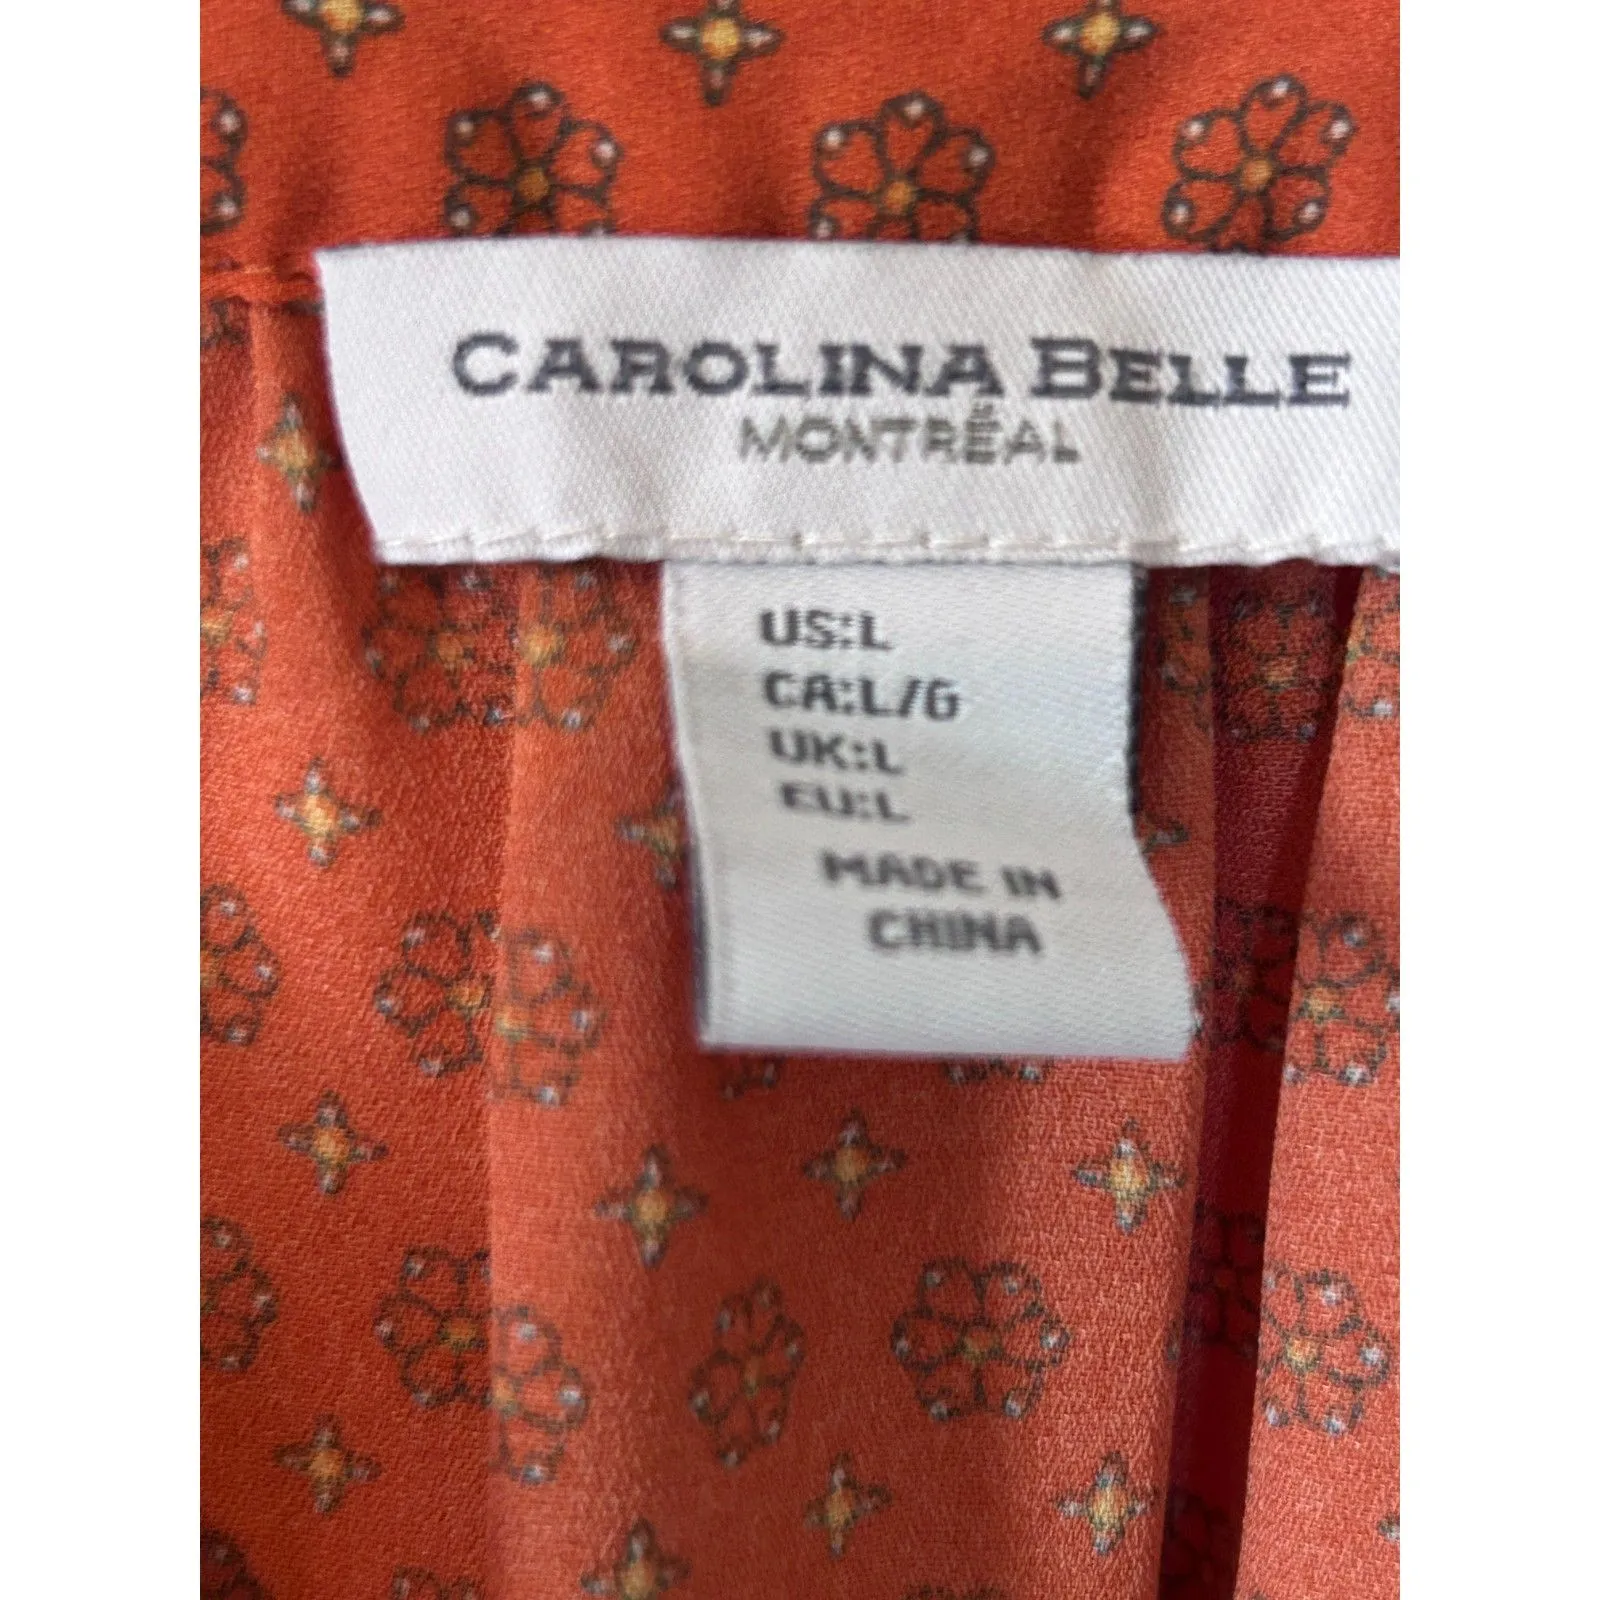 CAROLINA BELLE
MONTRÉAL
US:L
CA:L/G
UK:L
EU:L
MADE IN
CHINA